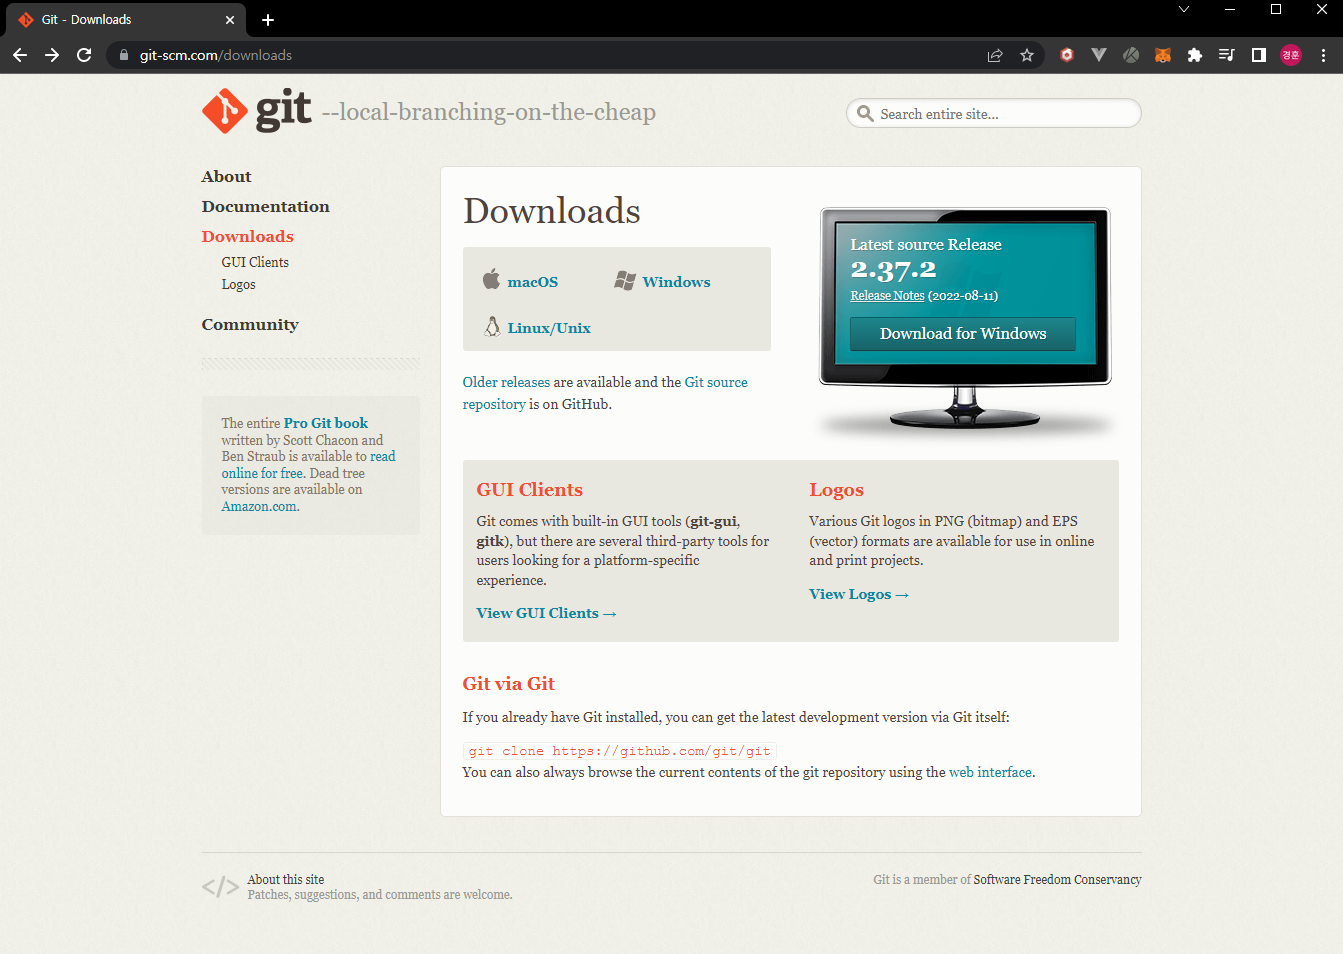 Git - Downloads
git-scm.com/downloads
경훈
git --local-branching-on-the-cheap
Search entire site...
About
Documentation
Downloads
GUI Clients
Logos
Community
The entire Pro Git book
written by Scott Chacon and
Ben Straub is available to read
online for free. Dead tree
versions are available on
Amazon.com.
Downloads
macOS
Windows
Linux/Unix
Older releases are available and the Git source
repository is on GitHub.
Latest source Release
2.37.2
Release Notes (2022-08-11)
Download for Windows
GUI Clients
Git comes with built-in GUI tools (git-gui,
gitk), but there are several third-party tools for
users looking for a platform-specific
experience.
View GUI Clients →
Logos
Various Git logos in PNG (bitmap) and EPS
(vector) formats are available for use in online
and print projects.
View Logos →
Git via Git
If you already have Git installed, you can get the latest development version via Git itself:
git clone https://github.com/git/git
You can also always browse the current contents of the git repository using the web interface.
</> About this site
Patches, suggestions, and comments are welcome.
Git is a member of Software Freedom Conservancy